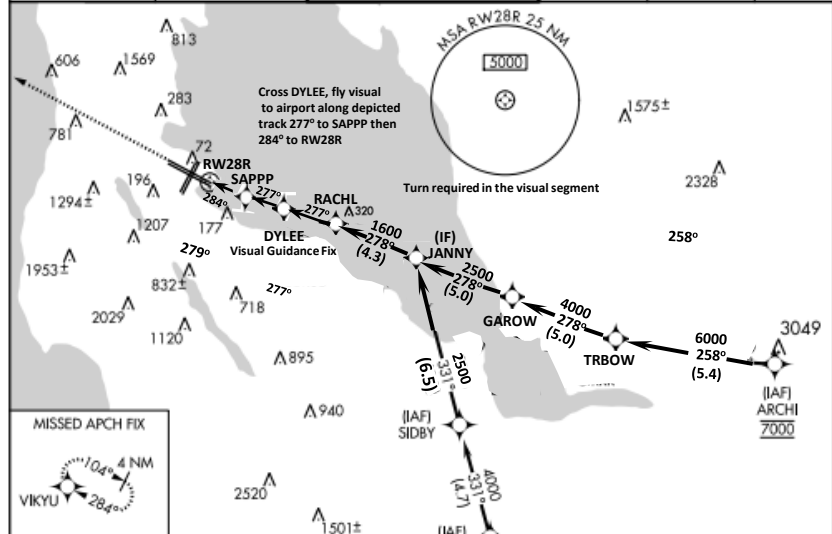 813
606
1569
MSA RW28R 25 NM
5000
Cross DYLEE, fly visual
to airport along depicted
track 277° to SAPPP then
284° to RW28R
283
1575±
781
72
RW28R
SAPPP
2328
Turn required in the visual segment
196
277°
RACHL
1294±
284°
277°
320
177
1600
(IF)
JANNY
278°
(4.3)
1207
DYLEE
Visual Guidance Fix
258°
279°
1953±
2500
278°
(5.0)
832±
277°
718
4000
278°
(5.0)
GAROW
2029
1120
6000
258°
(5.4)
3049
TRBOW
895
2500
331°
(6.5)
(IAF)
ARCHI
7000
940
(IAF)
SIDBY
MISSED APCH FIX
4 NM
104°
VIKYU
284°
2520
4000
331°
(4.7)
1501±
(IAF)